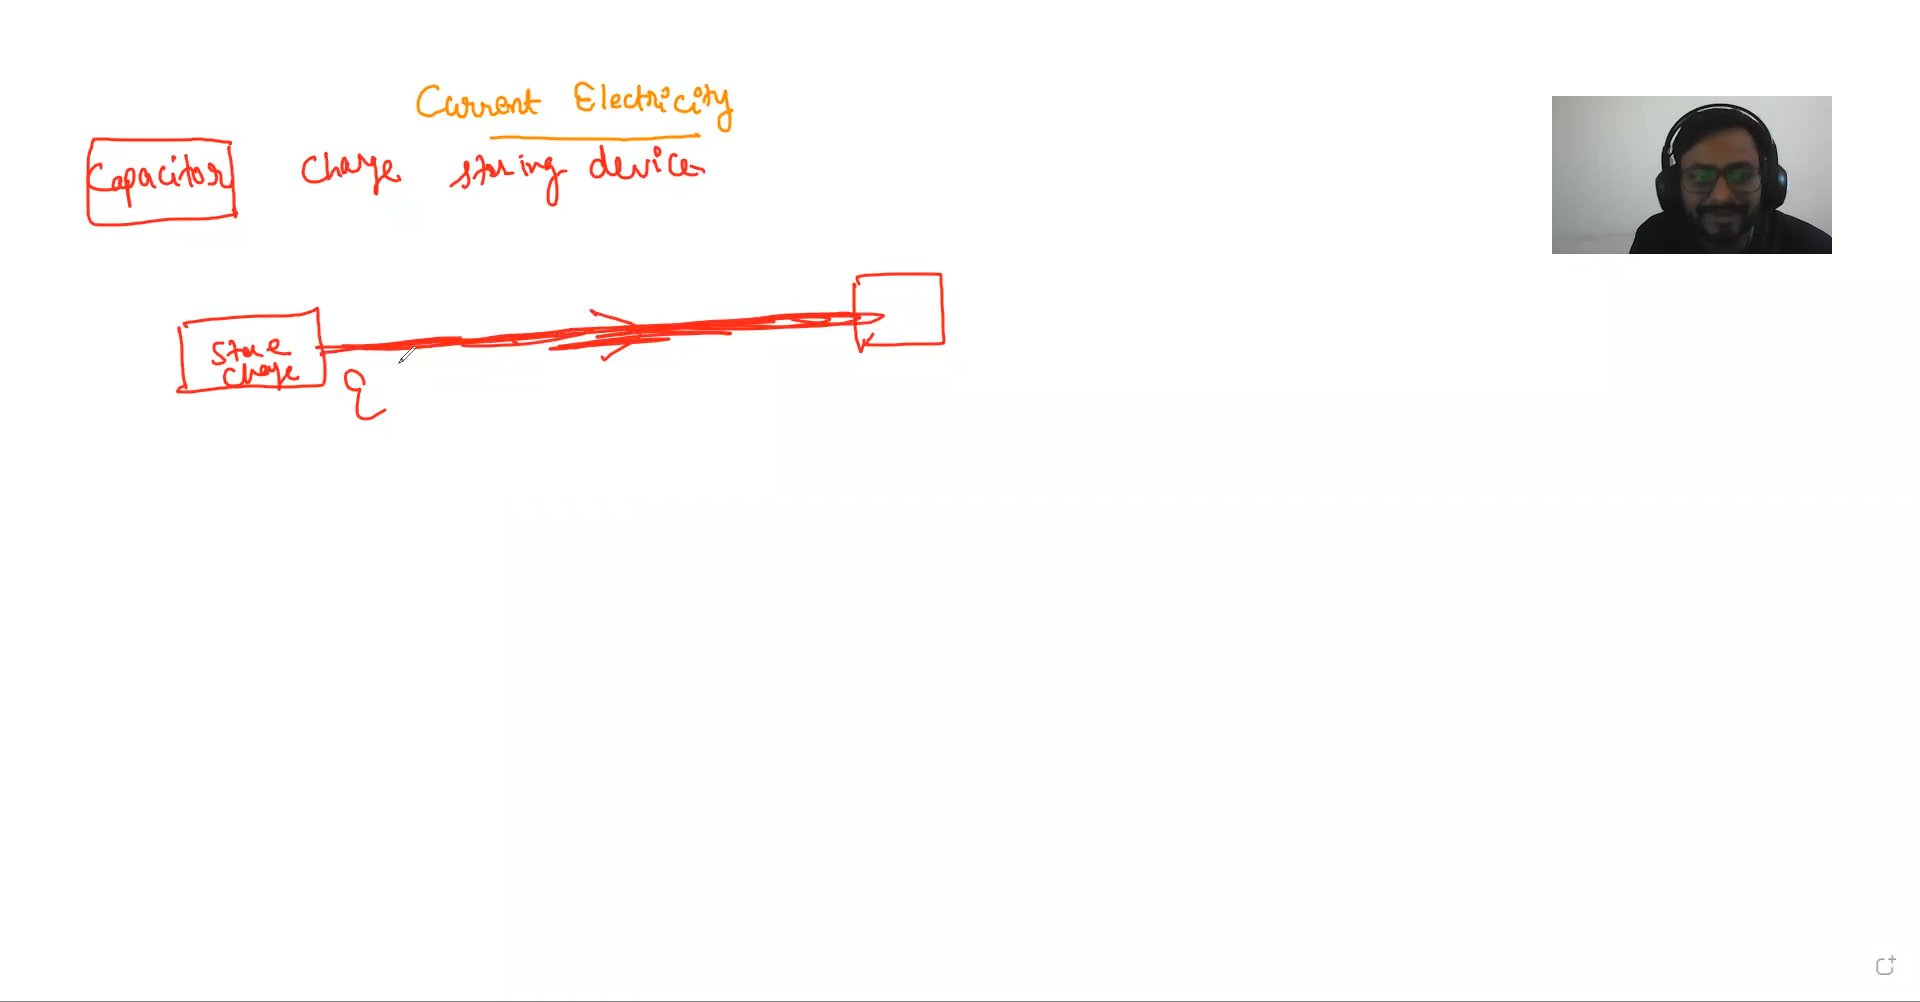 Current Electricity
Capacitor charge storing device
Store
charge
q